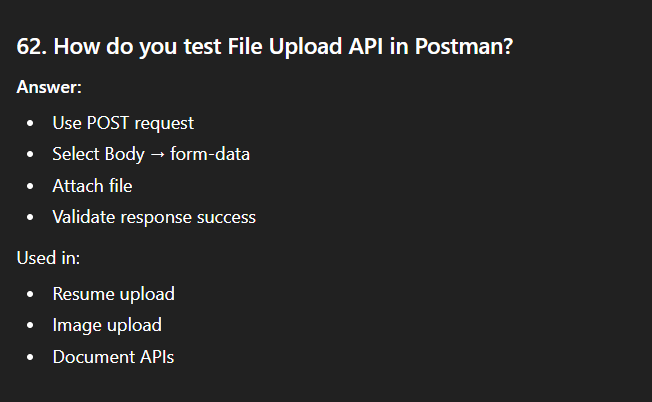 62. How do you test File Upload API in Postman?
Answer:
• Use POST request
• Select Body → form-data
• Attach file
• Validate response success
Used in:
• Resume upload
• Image upload
• Document APIs